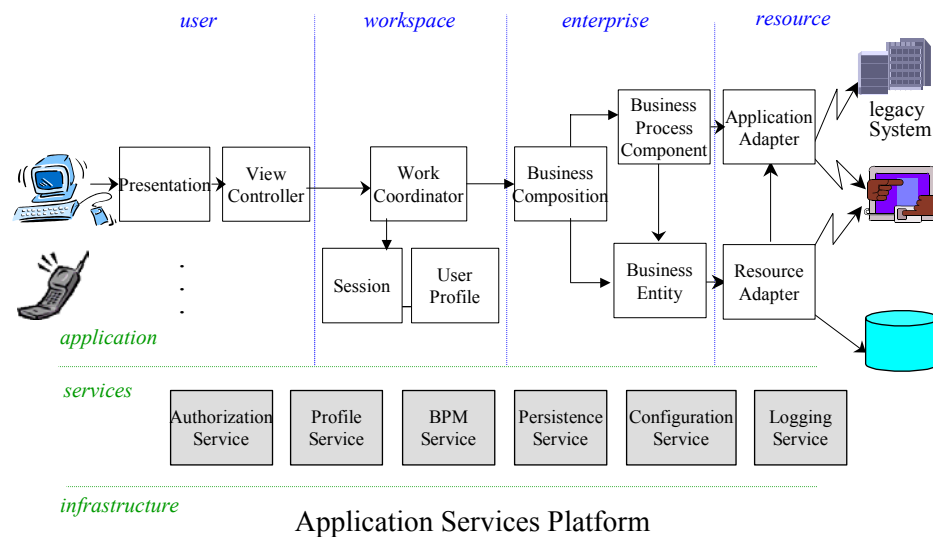 user
workspace
enterprise
resource
legacy
System
Business
Process
Component
Application
Adapter
Presentation
View
Controller
Work
Coordinator
Business
Composition
Session
User
Profile
Business
Entity
Resource
Adapter
application
services
Authorization
Service
Profile
Service
BPM
Service
Persistence
Service
Configuration
Service
Logging
Service
infrastructure
Application Services Platform